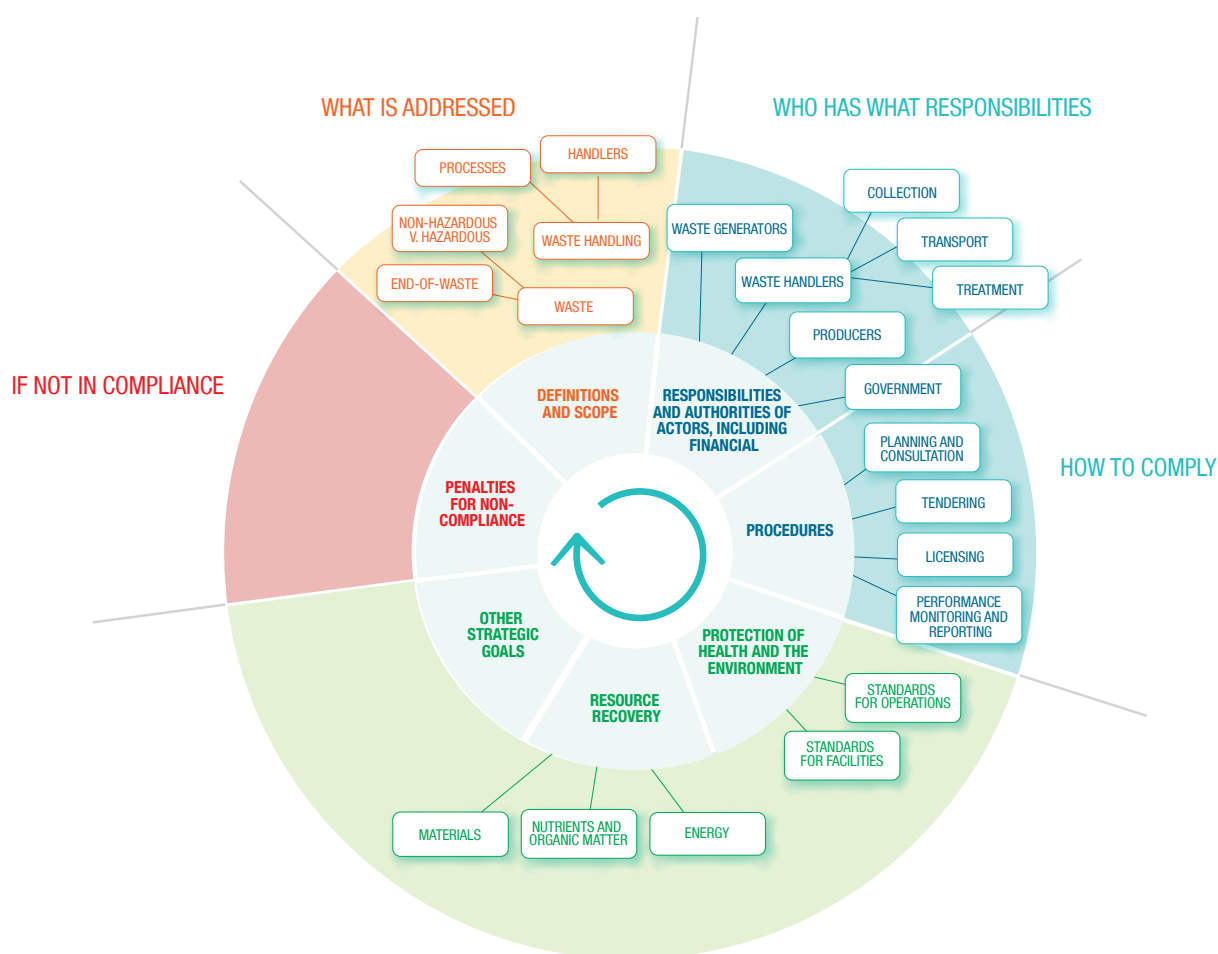 WHAT IS ADDRESSED
WHO HAS WHAT RESPONSIBILITIES
HANDLERS
PROCESSES
NON-HAZARDOUS
V. HAZARDOUS
WASTE HANDLING
END-OF-WASTE
WASTE
COLLECTION
WASTE GENERATORS
TRANSPORT
WASTE HANDLERS
TREATMENT
PRODUCERS
GOVERNMENT
IF NOT IN COMPLIANCE
DEFINITIONS
AND SCOPE
RESPONSIBILITIES
AND AUTHORITIES OF
ACTORS, INCLUDING
FINANCIAL
HOW TO COMPLY
PLANNING AND
CONSULTATION
TENDERING
LICENSING
PERFORMANCE
MONITORING AND
REPORTING
PENALTIES
FOR NON-
COMPLIANCE
PROCEDURES
OTHER
STRATEGIC
GOALS
PROTECTION OF
HEALTH AND THE
ENVIRONMENT
RESOURCE
RECOVERY
STANDARDS
FOR OPERATIONS
STANDARDS
FOR FACILITIES
MATERIALS
NUTRIENTS AND
ORGANIC MATTER
ENERGY